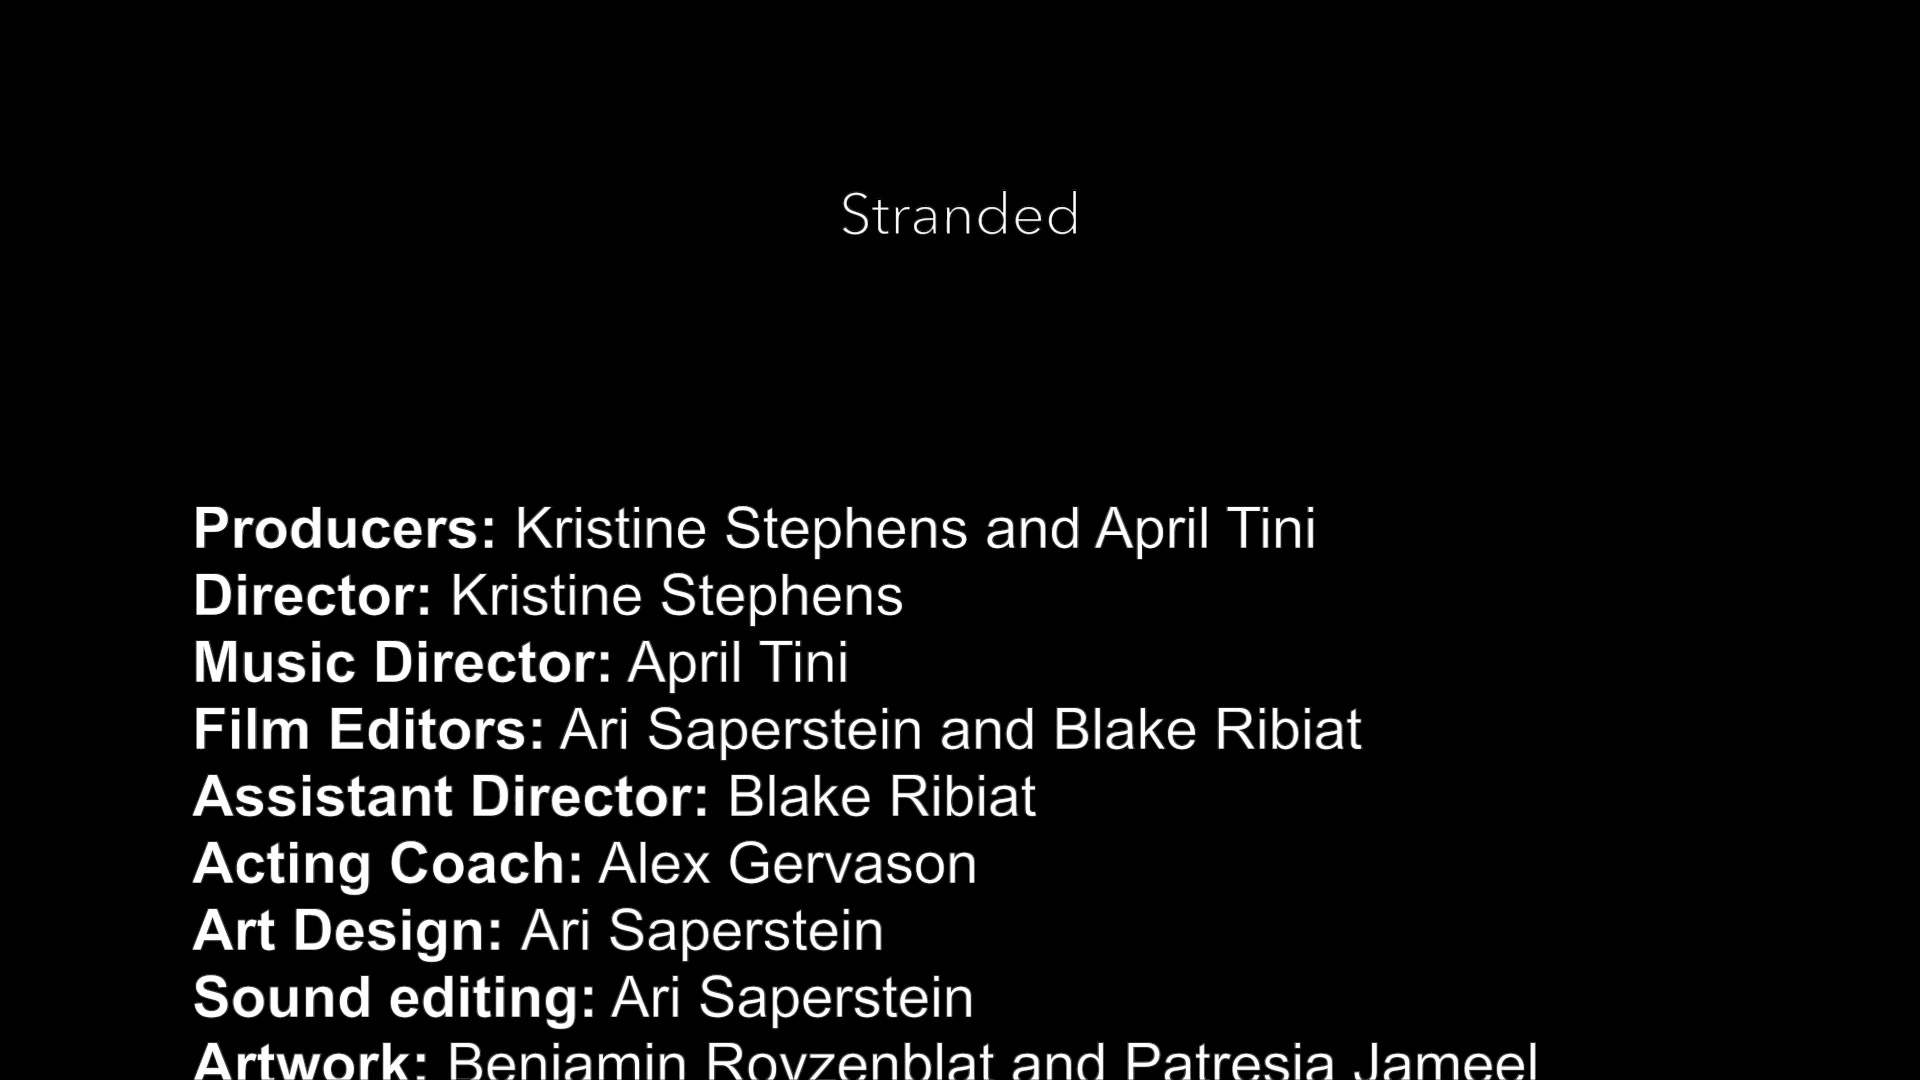 Stranded
Producers: Kristine Stephens and April Tini
Director: Kristine Stephens
Music Director: April Tini
Film Editors: Ari Saperstein and Blake Ribiat
Assistant Director: Blake Ribiat
Acting Coach: Alex Gervason
Art Design: Ari Saperstein
Sound editing: Ari Saperstein
Artwork: Benjamin Royzenblat and Patresia Jameel